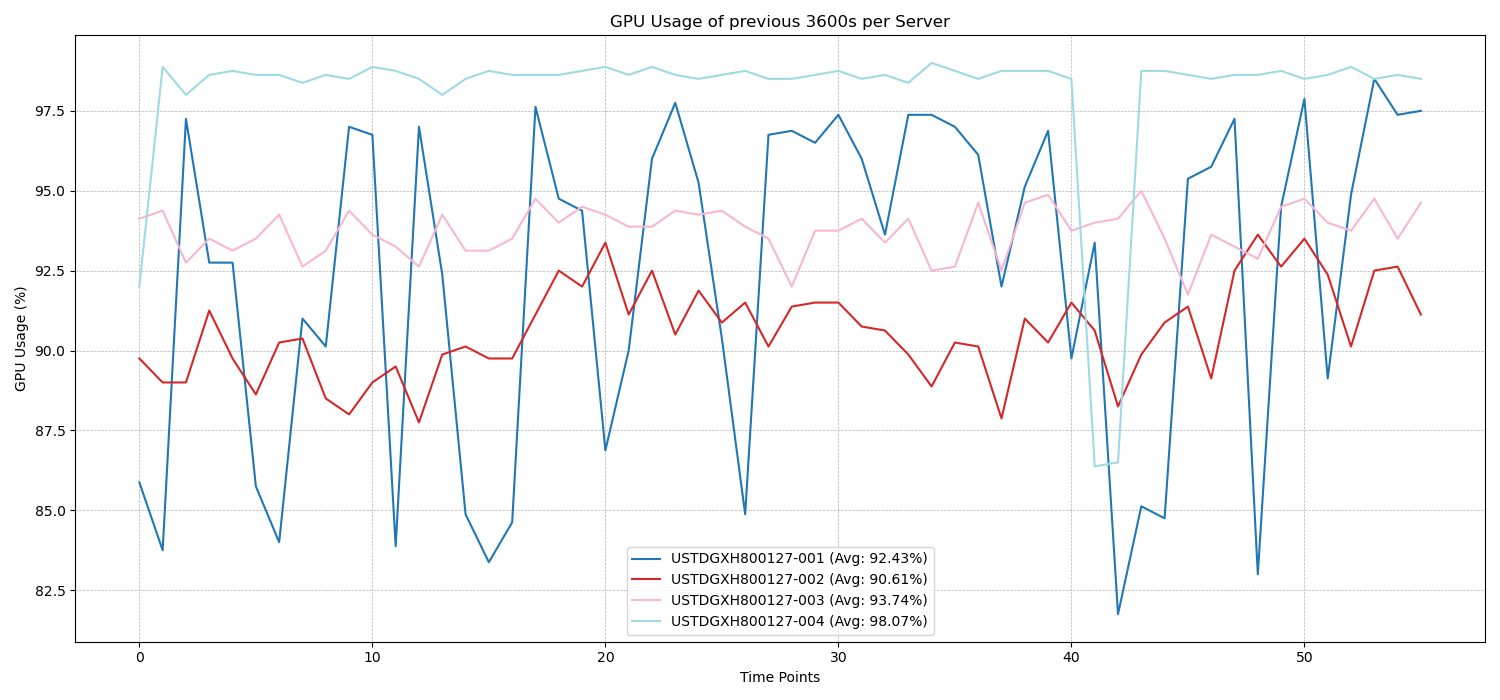 GPU Usage of previous 3600s per Server
GPU Usage (%)
97.5
95.0
92.5
90.0
87.5
85.0
82.5
USTDGXH800127-001 (Avg: 92.43%)
USTDGXH800127-002 (Avg: 90.61%)
USTDGXH800127-003 (Avg: 93.74%)
USTDGXH800127-004 (Avg: 98.07%)
0 10 20 30 40 50
Time Points